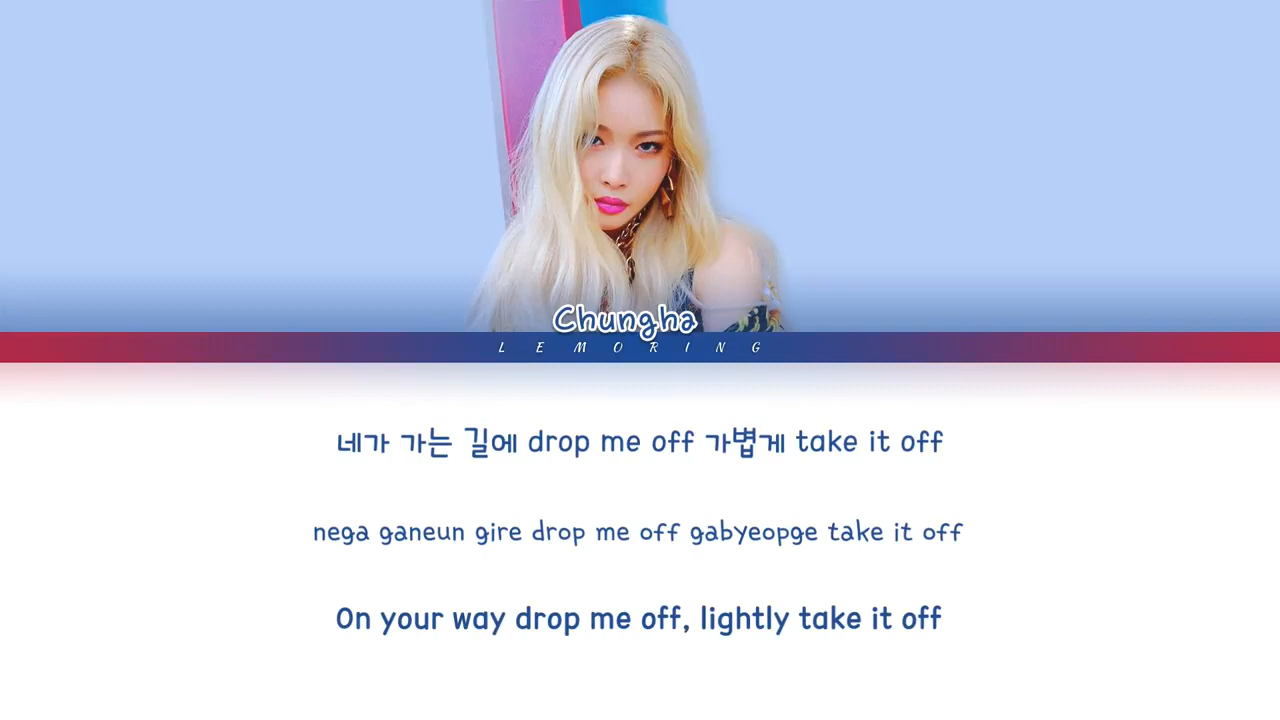 Chungha
LEMORING
네가 가는 길에 drop me off 가볍게 take it off
nega ganeun gire drop me off gabyeopge take it off
On your way drop me off, lightly take it off